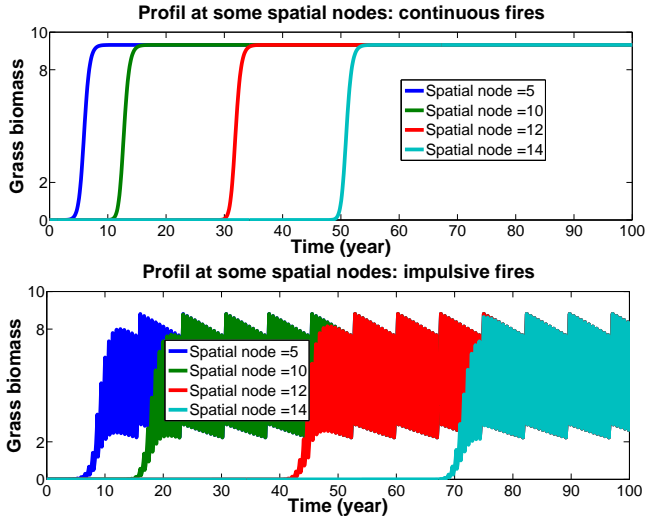 Profil at some spatial nodes: continuous fires
10
8
2
0
Grass biomass
Spatial node =5
Spatial node =10
Spatial node =12
Spatial node =14
0 10 20 30 40 50 60 70 80 90 100
Time (year)
Profil at some spatial nodes: impulsive fires
10
8
2
0
Grass biomass
Spatial node =5
Spatial node =10
Spatial node =12
Spatial node =14
0 10 20 30 40 50 60 70 80 90 100
Time (year)